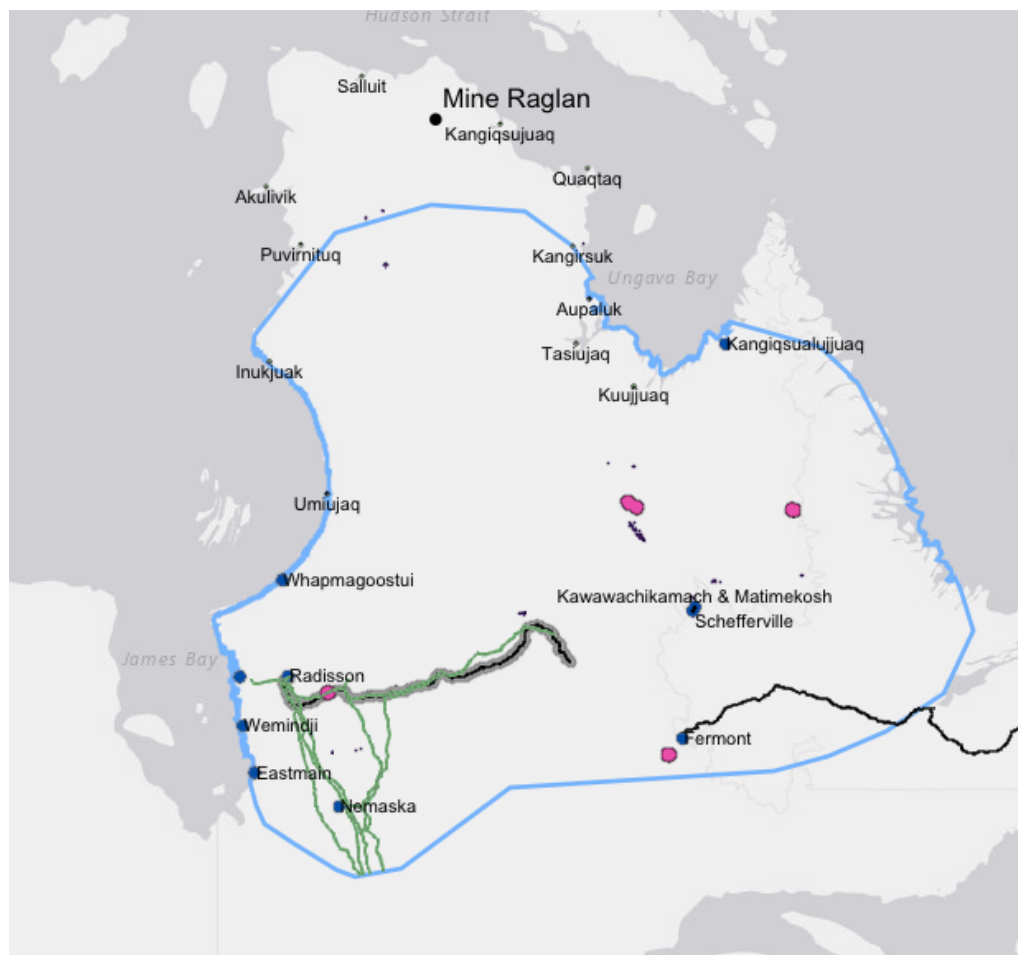 Hudson Strait
Salluit
Mine Raglan
Kangiqsujuaq
Quaqtaq
Akulivik
Puvirnituq
Kangirsuk
Ungava Bay
Aupaluk
Tasiujaq
Kangiqsualujjuaq
Inukjuak
Kuujjuaq
Umiujaq
Whapmagoostui
Kawawachikamach & Matimekosh
Schefferville
James Bay
Radisson
Wemindji
Fermont
Eastmain
Nemaska